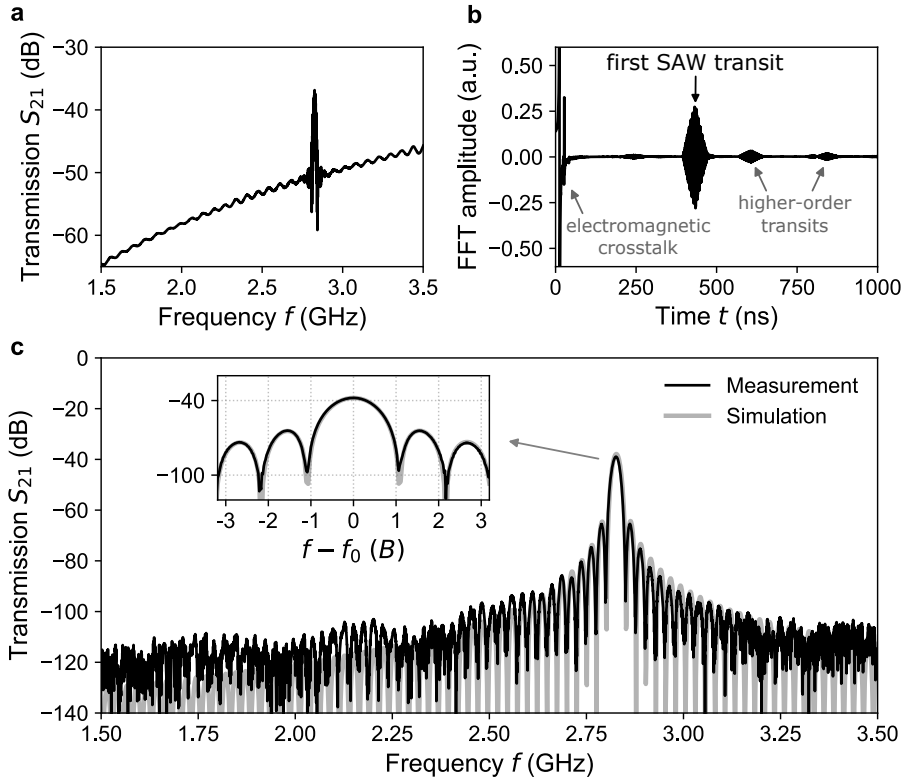 a
Transmission S21 (dB)
−30
−40
−50
−60
1.5
2.0
2.5
3.0
3.5
Frequency f (GHz)
b
FFT amplitude (a.u.)
0.50
0.25
0.00
−0.25
−0.50
first SAW transit
electromagnetic
crosstalk
higher-order
transits
0
250
500
750
1000
Time t (ns)
c
Transmission S21 (dB)
0
−20
−40
−60
−80
−100
−120
−140
Measurement
Simulation
−40
−100
-3
-2
-1
0
1
2
3
f − f0 (B)
1.50
1.75
2.00
2.25
2.50
2.75
3.00
3.25
3.50
Frequency f (GHz)